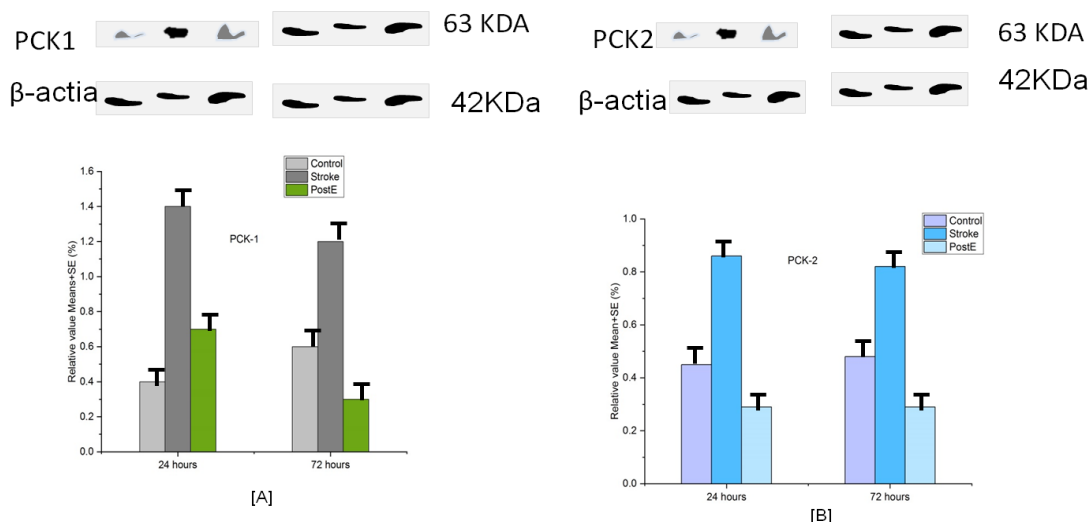 PCK1
63 KDA
β-actia
42KDa
PCK2
63 KDA
β-actia
42KDa
Control
Stroke
PostE
PCK-1
Relative value Means+SE (%)
1.6
1.4
1.2
1.0
0.8
0.6
0.4
0.2
0.0
24 hours
72 hours
[A]
Control
Stroke
PostE
PCK-2
Relative value Mean+SE (%)
1.0
0.8
0.6
0.4
0.2
0.0
24 hours
72 hours
[B]